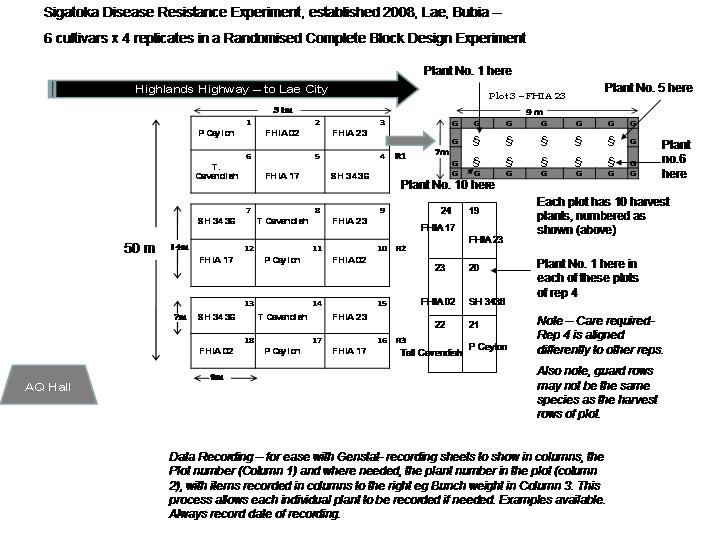 Sigatoka Disease Resistance Experiment, established 2008, Lae, Bubia –
6 cultivars x 4 replicates in a Randomised Complete Block Design Experiment
Highlands Highway – to Lae City
Plant No. 1 here
Plot 3 – FHIA 23
Plant No. 5 here
9 m
G G G G G G G
G § § § § § G
7m
G § § § § § G
G G G G G
Plant
no.6
here
Plant No. 10 here
1 2 3
P Ceylon FHIA 02 FHIA 23
6 5 4 R1
T.
Cavendish FHIA 17 SH 3436
50 m
7 8 9
SH 3436 T Cavendish FHIA 23
12 11 10 R2
FHIA 17 P Ceylon FHIA02
13 14 15
7m SH 3436 T Cavendish FHIA 23
18 17 16 R3
FHIA 02 P Ceylon FHIA 17
9m
24 19
FHIA 17
FHIA 23
23 20
FHIA 02 SH 3436
22 21
Tall Cavendish P Ceylon
Each plot has 10 harvest
plants, numbered as
shown (above)
Plant No. 1 here in
each of these plots
of rep 4
Note – Care required-
Rep 4 is aligned
differently to other reps.
Also note, guard rows
may not be the same
species as the harvest
rows of plot.
AQ Hall
Data Recording – for ease with Genstat- recording sheets to show in columns, the
Plot number (Column 1) and where needed, the plant number in the plot (column
2), with items recorded in columns to the right eg Bunch weight in Column 3. This
process allows each individual plant to be recorded if needed. Examples available.
Always record date of recording.